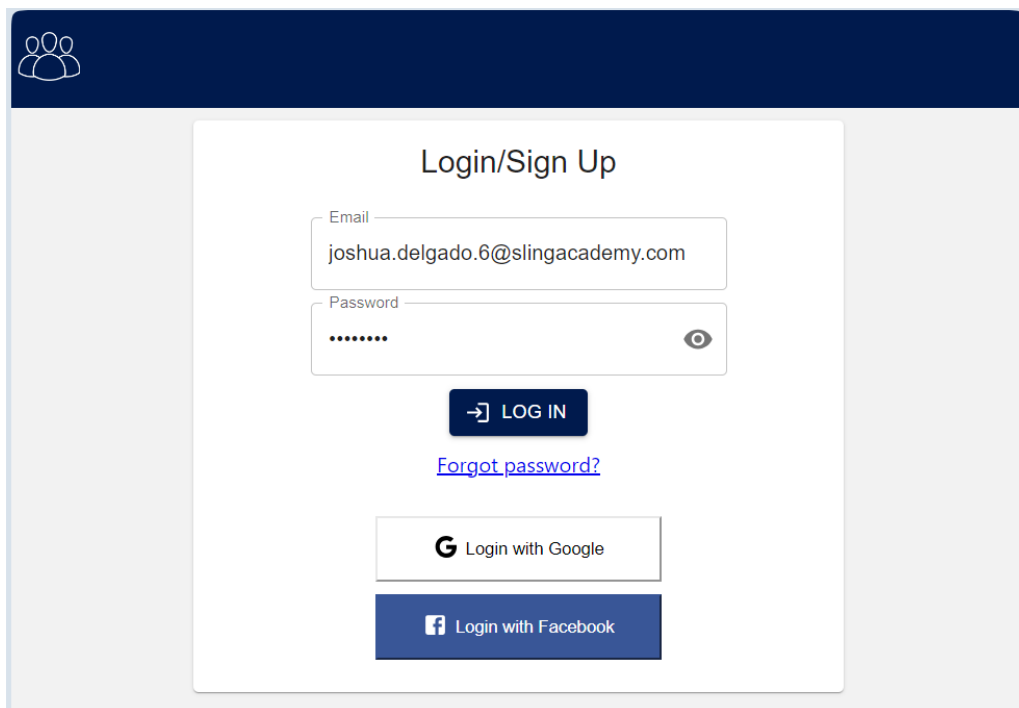 Login/Sign Up
Email
joshua.delgado.6@slingacademy.com
Password
••••••••
LOG IN
Forgot password?
Login with Google
Login with Facebook